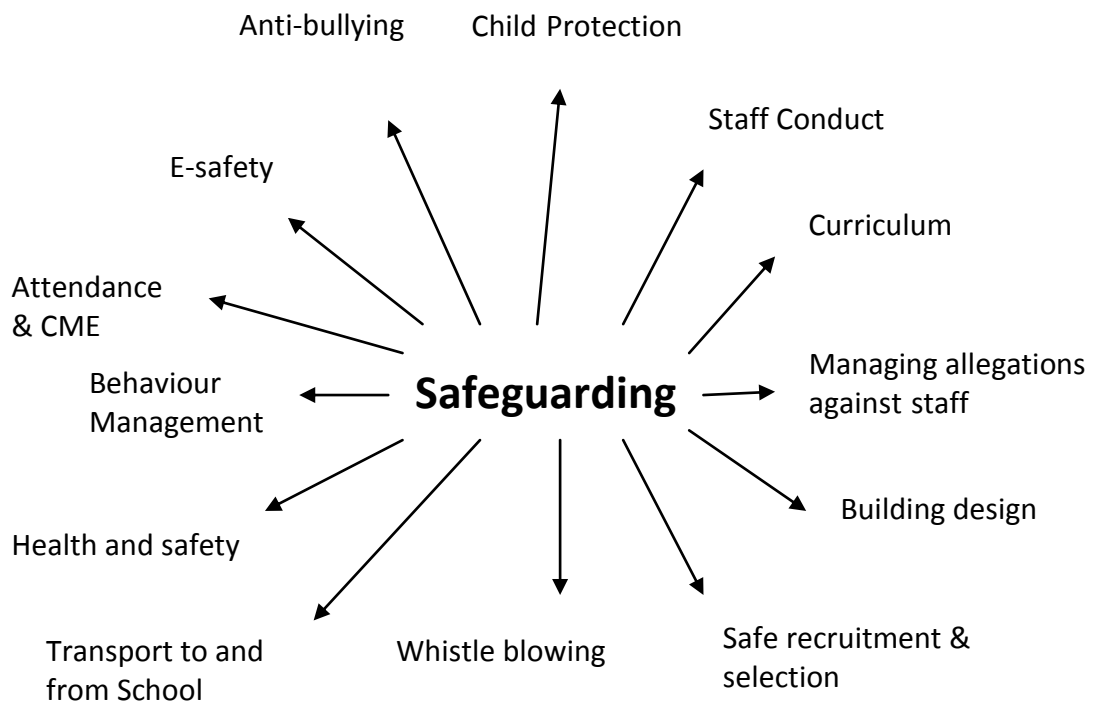 Anti-bullying
Child Protection
Staff Conduct
E-safety
Curriculum
Attendance
& CME
Managing allegations
against staff
Behaviour
Management
Safeguarding
Building design
Health and safety
Safe recruitment &
selection
Transport to and
from School
Whistle blowing